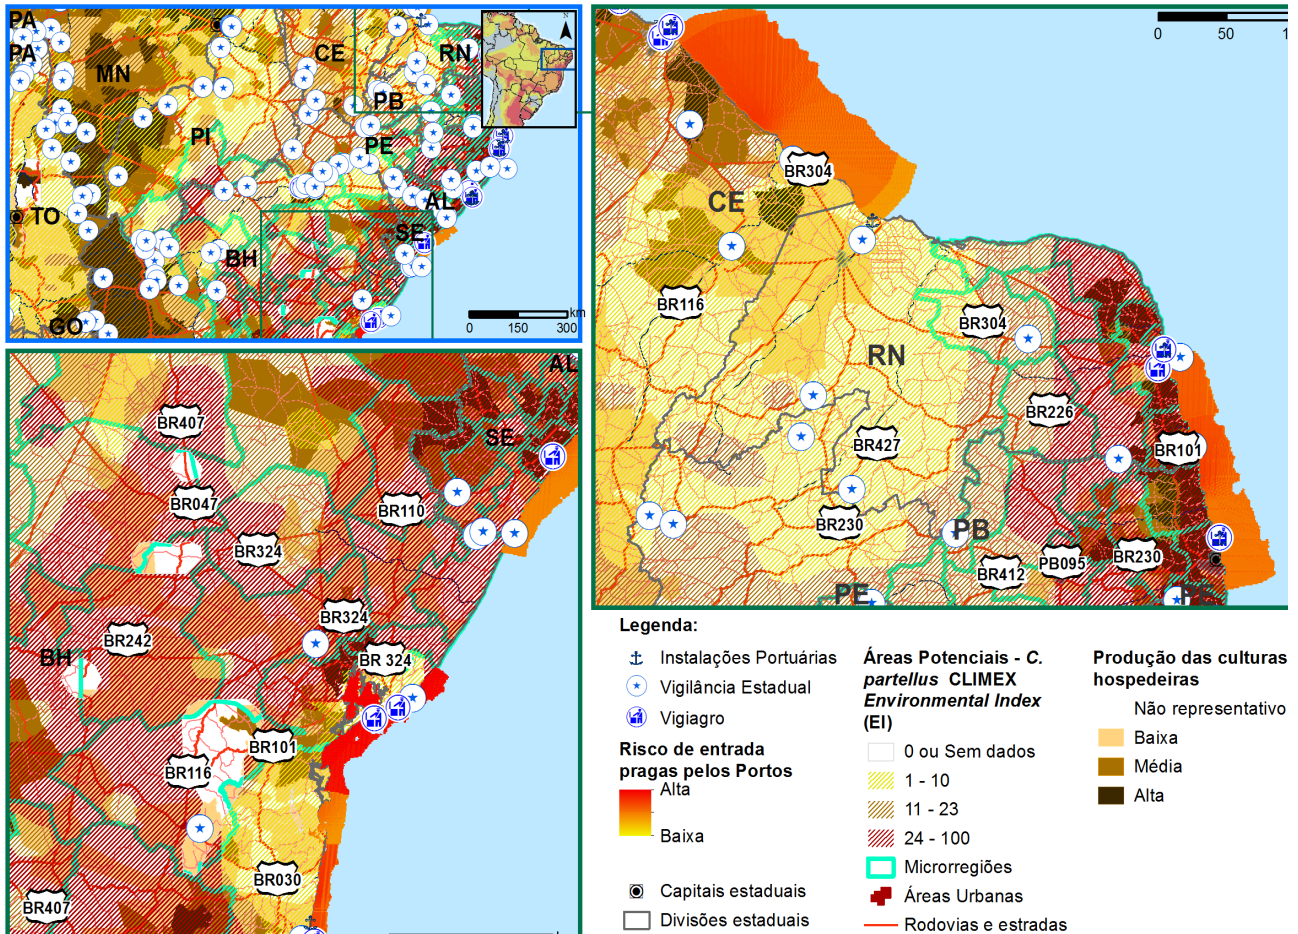 PA
PA
MN
CE
RN
PB
PI
PE
TO
AL
SE
BH
GO
N
km
0 150 300
0 50
BR304
CE
BR116
BR304
RN
BR226
BR427
BR101
BR230
PB
PB095
BR230
BR412
PE
PE
AL
BR407
SE
BR047
BR110
BR324
BR324
BR242
BH
BR 324
BR101
BR116
BR030
BR407
Legenda:
Instalações Portuárias
Vigilância Estadual
Vigiagro
Risco de entrada
pragas pelos Portos
Alta
Baixa
Capitais estaduais
Divisões estaduais
Áreas Potenciais - C.
partellus CLIMEX
Environmental Index
(EI)
0 ou Sem dados
1 - 10
11 - 23
24 - 100
Microrregiões
Áreas Urbanas
Rodovias e estradas
Produção das culturas
hospedeiras
Não representativo
Baixa
Média
Alta